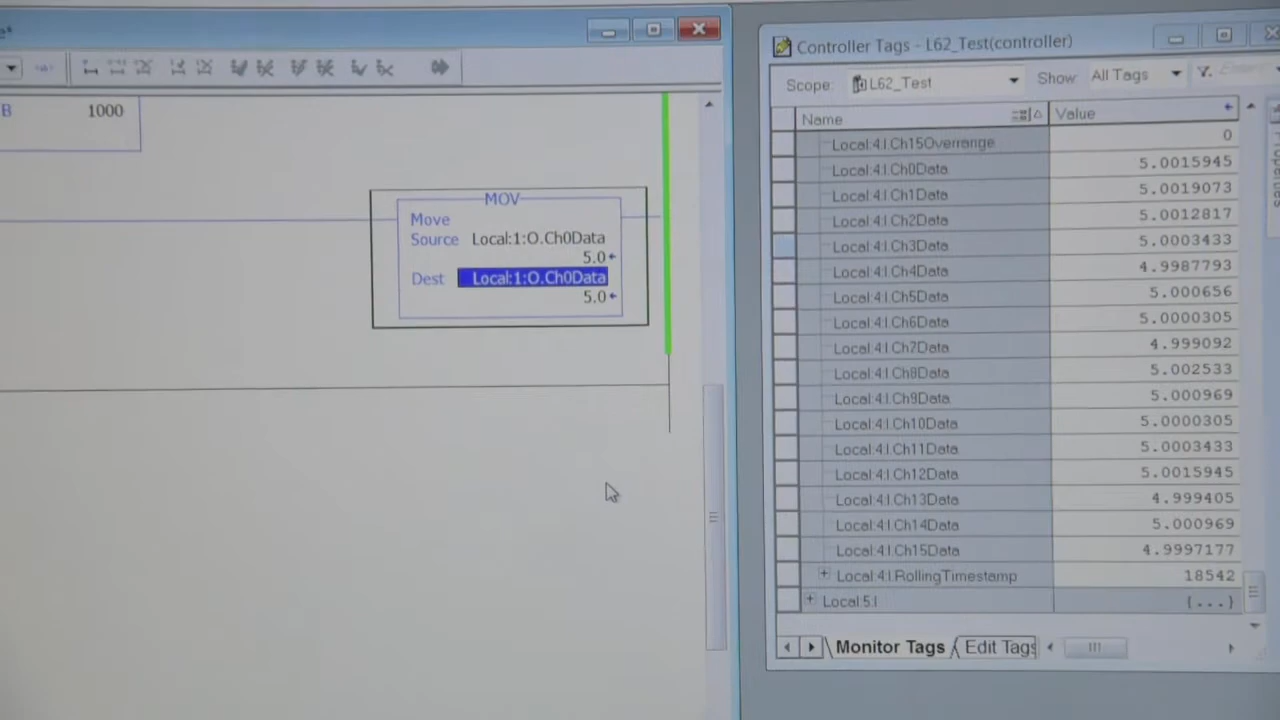 B 1000
MOV
Move
Source Local:1:O.Ch0Data
5.0
Dest Local:1:O.Ch0Data
5.0
Controller Tags - L62_Test(controller)
Scope: L62_Test Show: All Tags
Name Value
Local:4:I.Ch15Overrange 0
Local:4:I.Ch0Data 5.0015945
Local:4:I.Ch1Data 5.0019073
Local:4:I.Ch2Data 5.0012817
Local:4:I.Ch3Data 5.0003433
Local:4:I.Ch4Data 4.9987793
Local:4:I.Ch5Data 5.000656
Local:4:I.Ch6Data 5.0000305
Local:4:I.Ch7Data 4.999092
Local:4:I.Ch8Data 5.002533
Local:4:I.Ch9Data 5.000969
Local:4:I.Ch10Data 5.0000305
Local:4:I.Ch11Data 5.0003433
Local:4:I.Ch12Data 5.0015945
Local:4:I.Ch13Data 4.999405
Local:4:I.Ch14Data 5.000969
Local:4:I.Ch15Data 4.9997177
Local:4:I.RollingTimestamp 18542
Local:5:I {...}
Monitor Tags Edit Tags